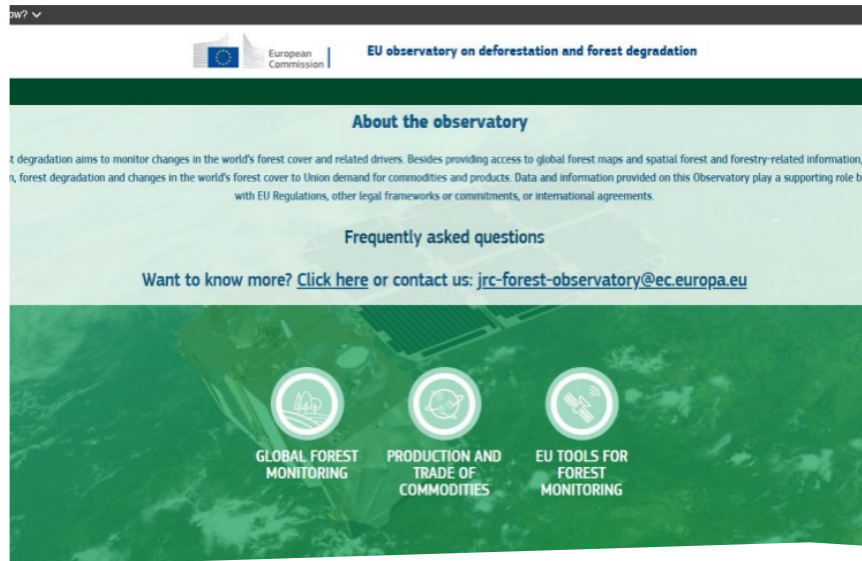 ow?
European
Commission
EU observatory on deforestation and forest degradation
About the observatory
t degradation aims to monitor changes in the world's forest cover and related drivers. Besides providing access to global forest maps and spatial forest and forestry-related information,
n, forest degradation and changes in the world's forest cover to Union demand for commodities and products. Data and information provided on this Observatory play a supporting role b
with EU Regulations, other legal frameworks or commitments, or international agreements.
Frequently asked questions
Want to know more? Click here or contact us: jrc-forest-observatory@ec.europa.eu
GLOBAL FOREST
MONITORING
PRODUCTION AND
TRADE OF
COMMODITIES
EU TOOLS FOR
FOREST
MONITORING